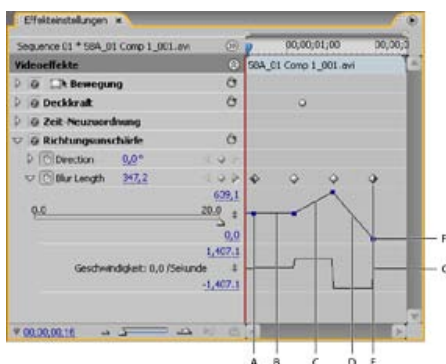 Effekteinstellungen ×
Sequence 01 * S8A_01 Comp 1_001.avi
00;00;01;00 00;00;0
Videoeffekte
S8A_01 Comp 1_001.avi
Bewegung
Deckkraft
Zeit-Neuzuordnung
Richtungsunschärfe
Direction 0,0°
Blur Length 347,2
639,1
0.0 20.0
0,0
1,407.1
Geschwindigkeit: 0,0 /Sekunde
-1,407.1
00;00;00;16
F
G
A B C D E